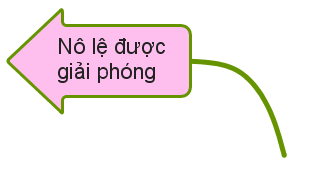 Nô lệ được
giải phóng